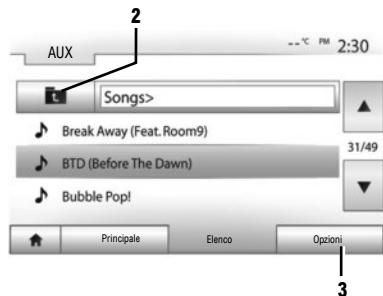 2
AUX
--°C PM 2:30
Songs>
Break Away (Feat. Room9)
31/49
BTD (Before The Dawn)
Bubble Pop!
Principale Elenco Opzioni
3